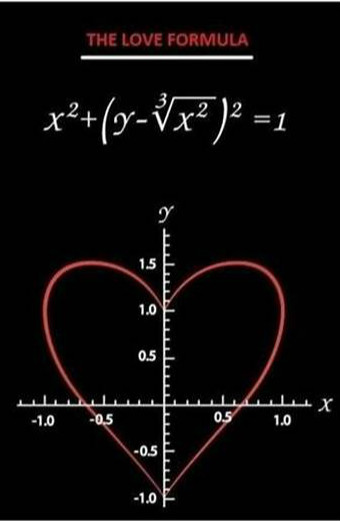 THE LOVE FORMULA
x²+(y-∛x²)² =1
y
1.5
1.0
0.5
-1.0 -0.5 0.5 1.0 x
-0.5
-1.0